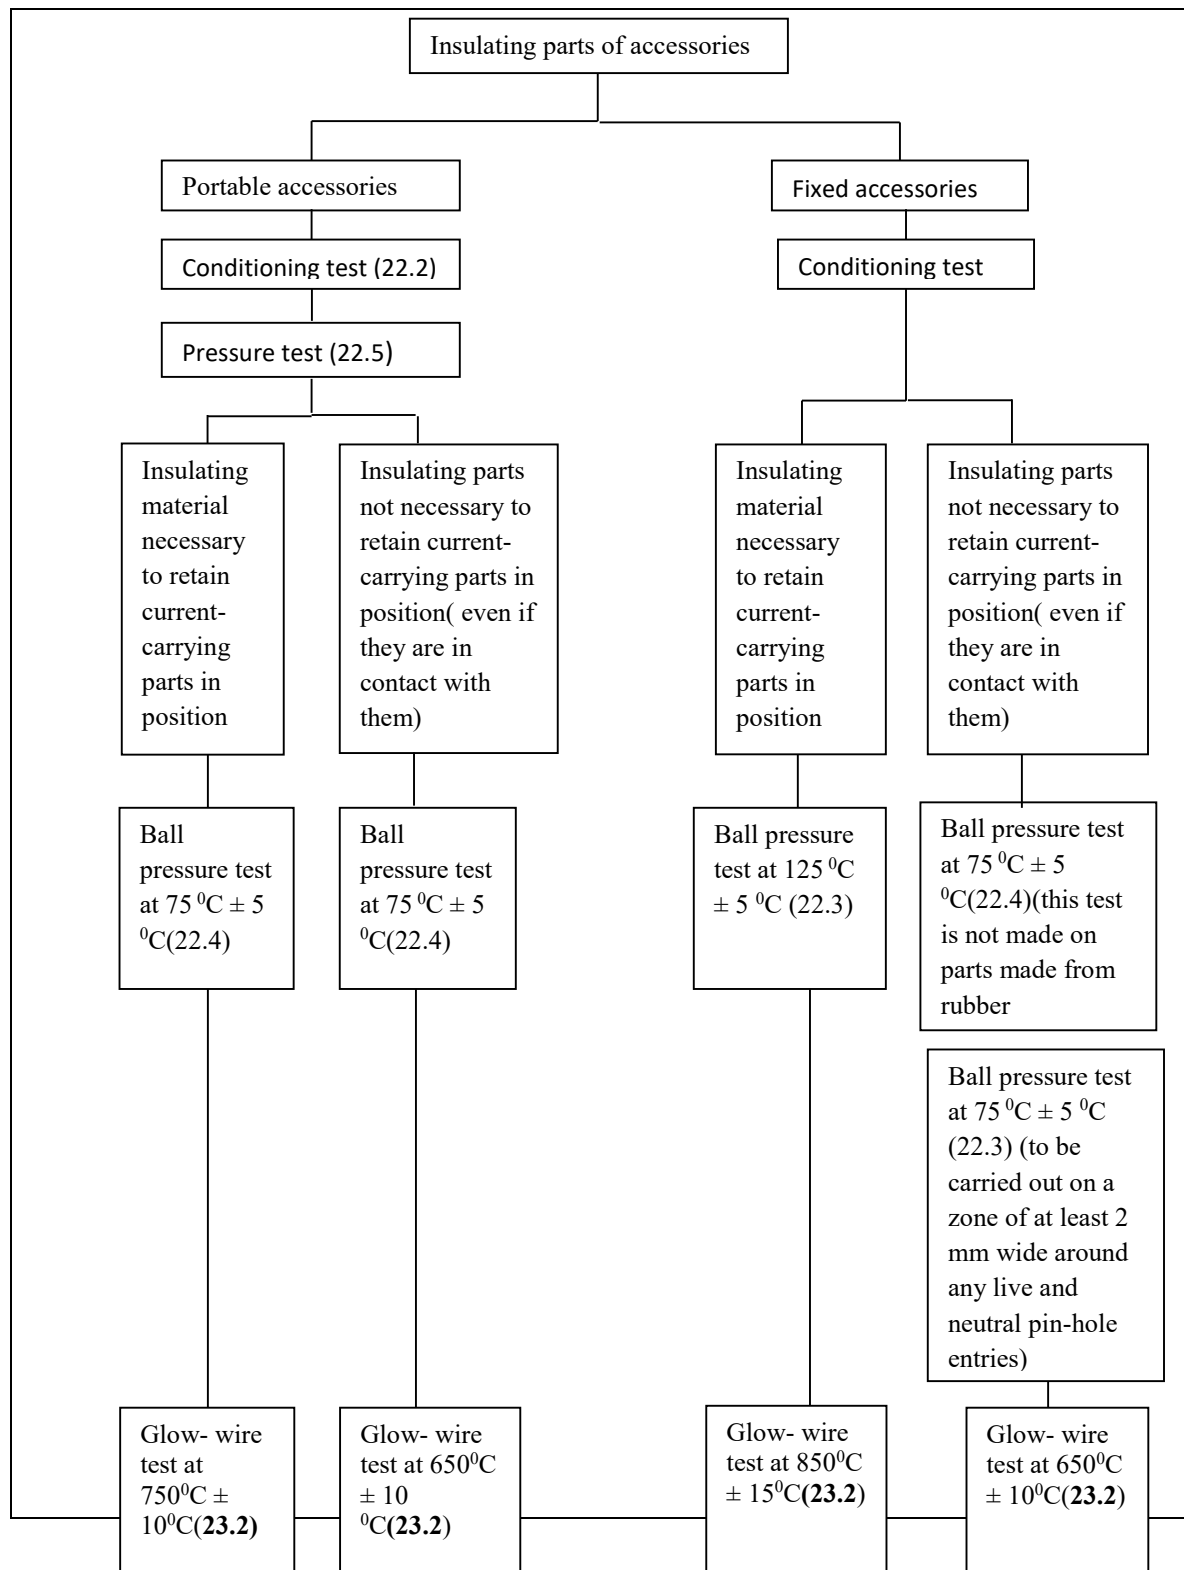 Insulating parts of accessories
Portable accessories
Fixed accessories
Conditioning test (22.2)
Conditioning test
Pressure test (22.5)
Insulating
material
necessary
to retain
current-
carrying
parts in
position
Insulating parts
not necessary to
retain current-
carrying parts in
position( even if
they are in
contact with
them)
Insulating
material
necessary
to retain
current-
carrying
parts in
position
Insulating parts
not necessary to
retain current-
carrying parts in
position( even if
they are in
contact with
them)
Ball
pressure test
at 75 ⁰C ± 5
⁰C(22.4)
Ball
pressure test
at 75 ⁰C ± 5
⁰C(22.4)
Ball pressure
test at 125 ⁰C
± 5 ⁰C (22.3)
Ball pressure test
at 75 ⁰C ± 5
⁰C(22.4)(this test
is not made on
parts made from
rubber
Ball pressure test
at 75 ⁰C ± 5 ⁰C
(22.3) (to be
carried out on a
zone of at least 2
mm wide around
any live and
neutral pin-hole
entries)
Glow- wire
test at
750⁰C ±
10⁰C(23.2)
Glow- wire
test at 650⁰C
± 10
⁰C(23.2)
Glow- wire
test at 850⁰C
± 15⁰C(23.2)
Glow- wire
test at 650⁰C
± 10⁰C(23.2)